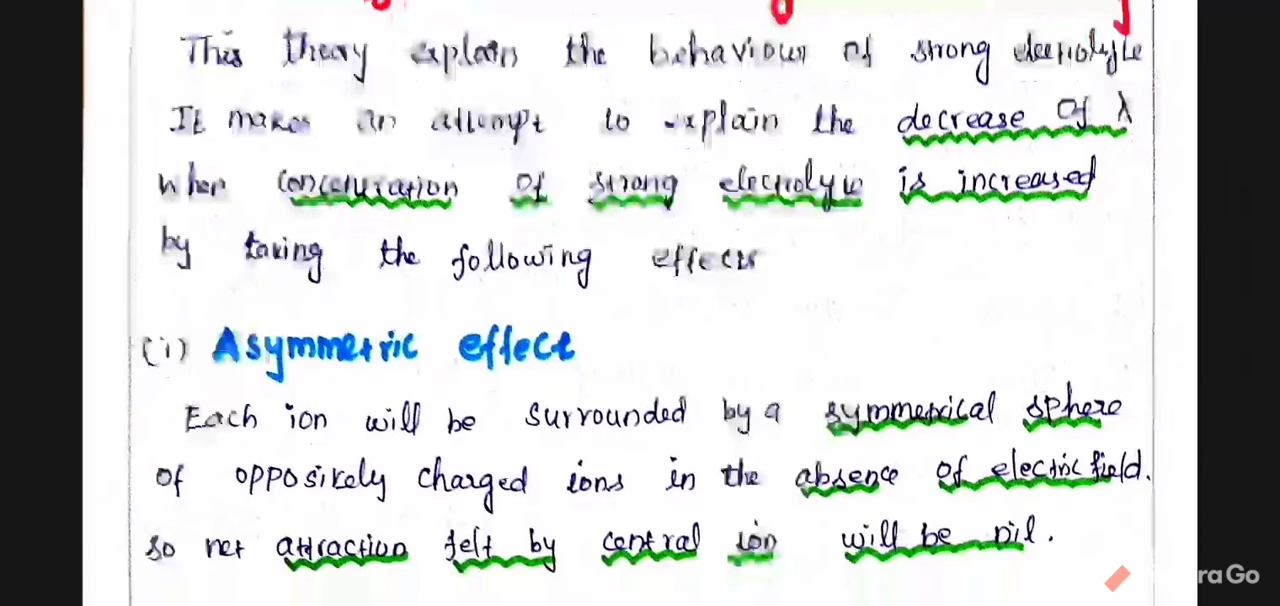 This theory explain the behaviour of strong electrolyte
It makes an attempt to explain the decrease of λ
when concentration of strong electrolyte is increased
by taking the following effects
(i) Asymmetric effect
Each ion will be surrounded by a symmetrical sphere
of oppositely charged ions in the absence of electric field.
so net attraction felt by central ion will be nil.
ra Go